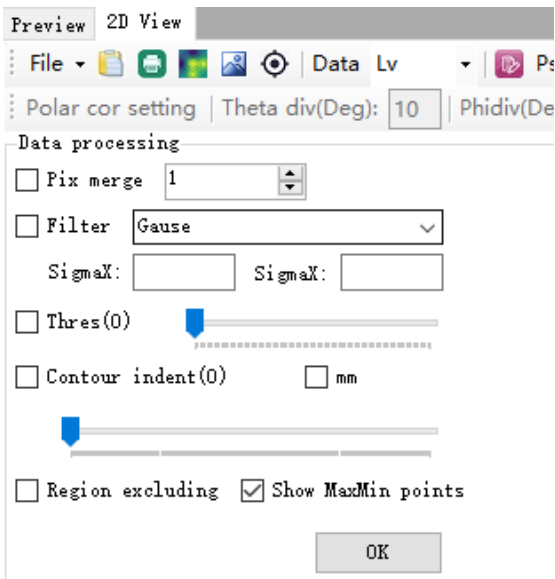 Preview 2D View
File Data Lv Ps
Polar cor setting Theta div(Deg): 10 Phidiv(De
Data processing
Pix merge 1
Filter Gause
SigmaX: SigmaX:
Thres(0)
Contour indent(0) mm
Region excluding Show MaxMin points
OK